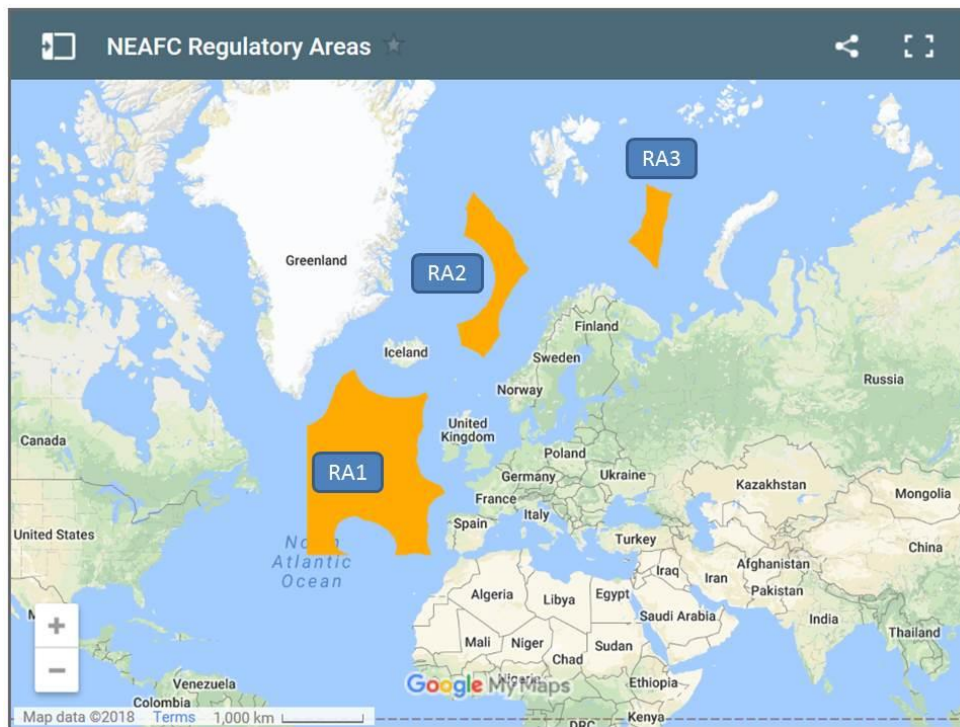 NEAFC Regulatory Areas
RA3
Greenland
RA2
Finland
Iceland
Sweden
Russia
Norway
United
Kingdom
Canada
Poland
RA1
Germany
Ukraine
Kazakhstan
France
Mongolia
United States
Spain
Italy
Turkey
North
Atlantic
Ocean
China
Afghanistan
Iraq
Iran
Pakistan
Algeria
Libya
Egypt
India
Saudi Arabia
+
Mali
Niger
Sudan
Thailand
Chad
−
Venezuela
Google My Maps
Nigeria
Ethiopia
Colombia
Kenya
DRC
Map data ©2018
Terms
1,000 km